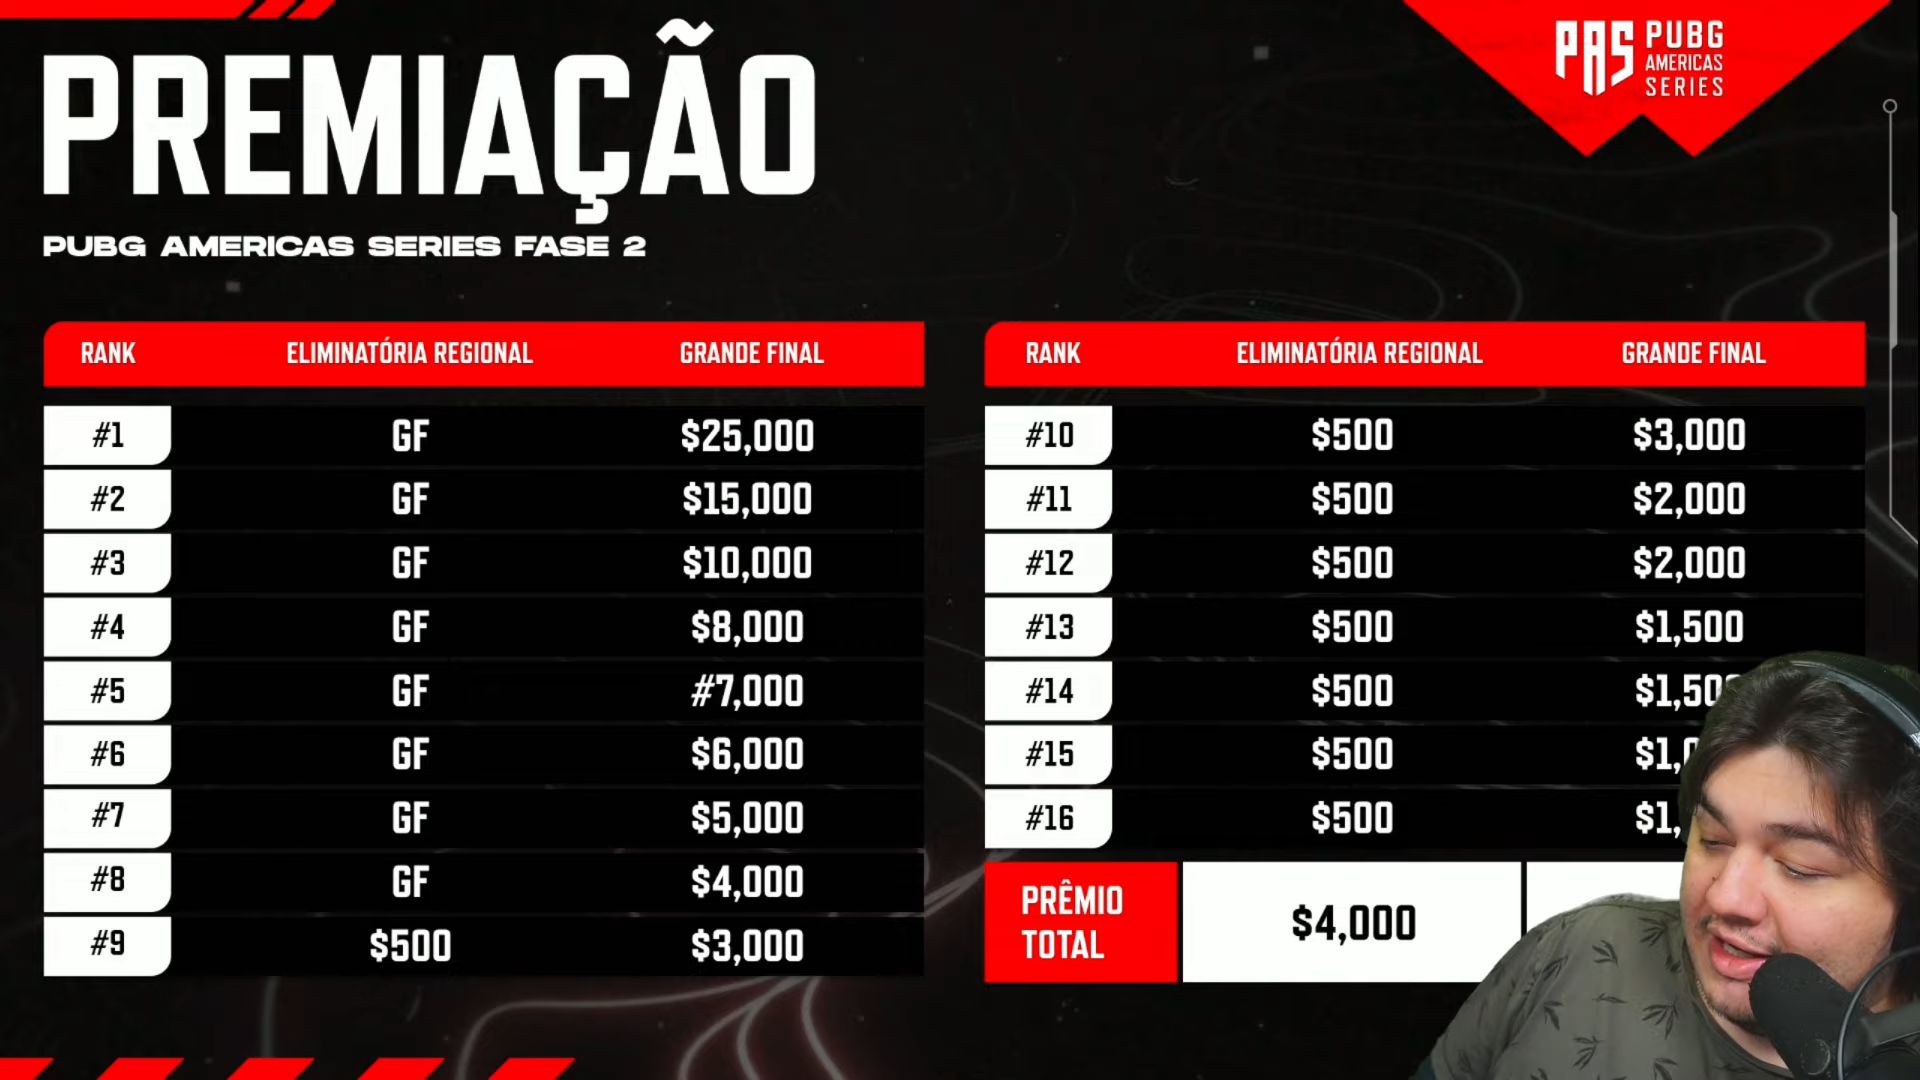 PREMIAÇÃO
PUBG AMERICAS SERIES FASE 2
PAS PUBG
AMERICAS
SERIES
RANK ELIMINATÓRIA REGIONAL GRANDE FINAL
#1 GF $25,000
#2 GF $15,000
#3 GF $10,000
#4 GF $8,000
#5 GF #7,000
#6 GF $6,000
#7 GF $5,000
#8 GF $4,000
#9 $500 $3,000
RANK ELIMINATÓRIA REGIONAL GRANDE FINAL
#10 $500 $3,000
#11 $500 $2,000
#12 $500 $2,000
#13 $500 $1,500
#14 $500
#15 $500
#16 $500
PRÊMIO
TOTAL $4,000